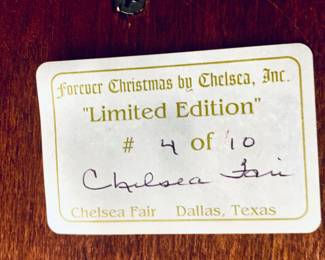 Forever Christmas by Chelsea, Inc.
"Limited Edition"
# 4 of 10
Chelsea Fair
Chelsea Fair Dallas, Texas